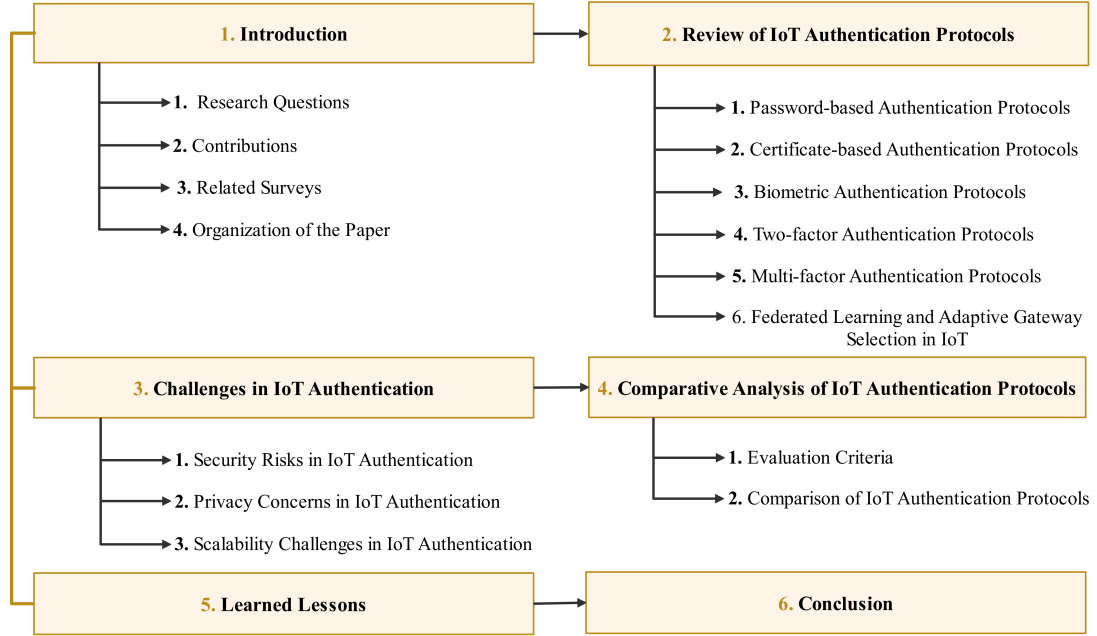 1. Introduction
1. Research Questions
2. Contributions
3. Related Surveys
4. Organization of the Paper
2. Review of IoT Authentication Protocols
1. Password-based Authentication Protocols
2. Certificate-based Authentication Protocols
3. Biometric Authentication Protocols
4. Two-factor Authentication Protocols
5. Multi-factor Authentication Protocols
6. Federated Learning and Adaptive Gateway
Selection in IoT
3. Challenges in IoT Authentication
1. Security Risks in IoT Authentication
2. Privacy Concerns in IoT Authentication
3. Scalability Challenges in IoT Authentication
4. Comparative Analysis of IoT Authentication Protocols
1. Evaluation Criteria
2. Comparison of IoT Authentication Protocols
5. Learned Lessons
6. Conclusion